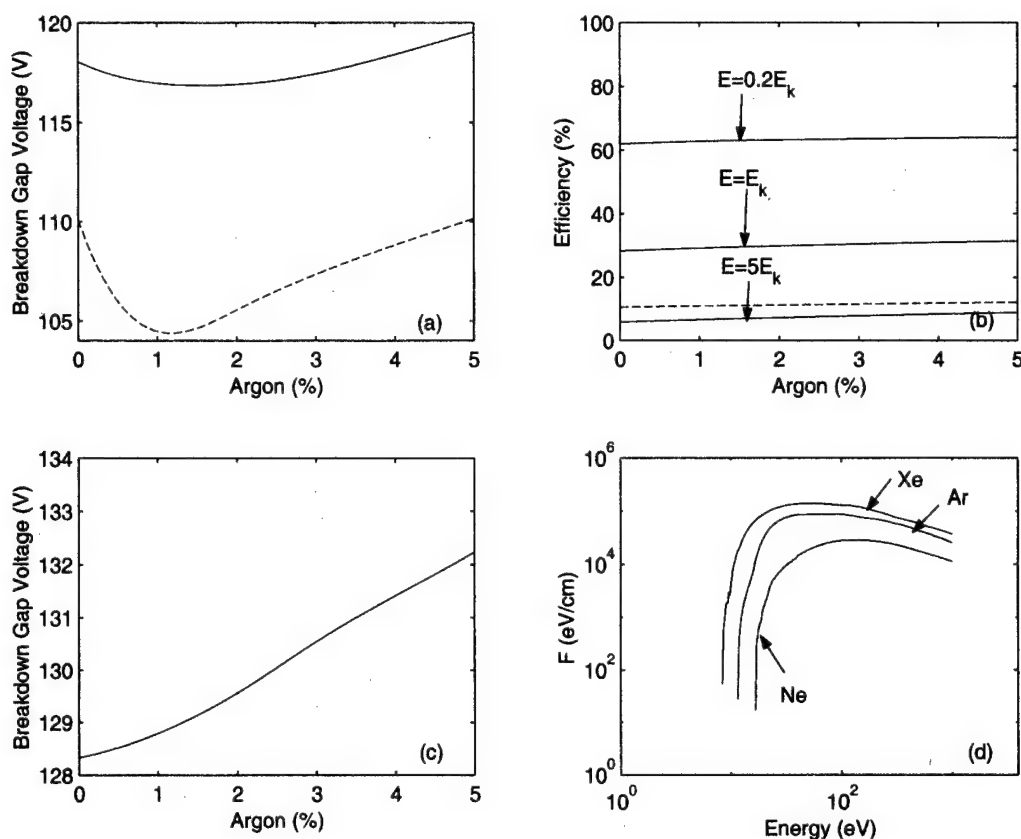 120
115
110
105
0 1 2 3 4 5
Argon (%)
Breakdown Gap Voltage (V)
(a)
100
80
60
40
20
0
0 1 2 3 4 5
Argon (%)
Efficiency (%)
E=0.2E_k
E=E_k
E=5E_k
(b)
134
133
132
131
130
129
128
0 1 2 3 4 5
Argon (%)
Breakdown Gap Voltage (V)
(c)
10^6
10^4
10^2
10^0
10^0 10^2
Energy (eV)
F (eV/cm)
Xe
Ar
Ne
(d)